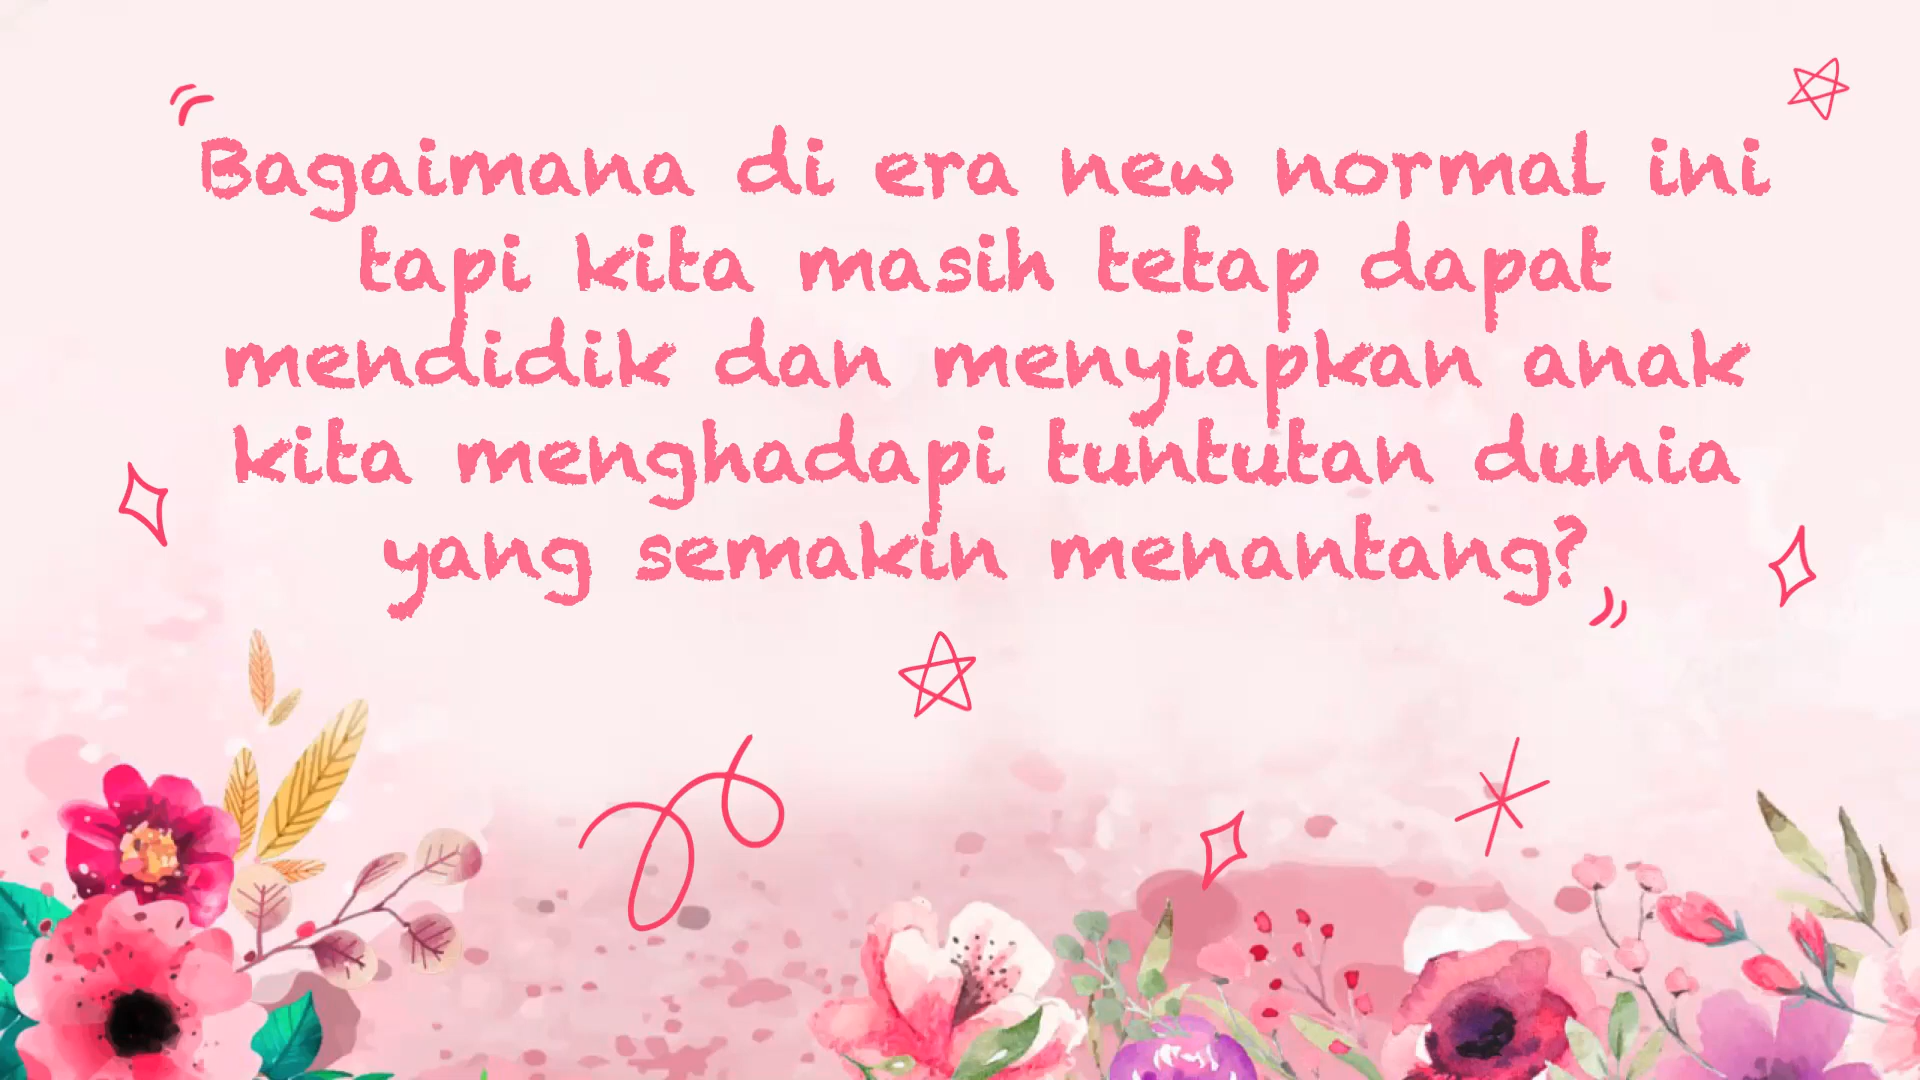 Bagaimana di era new normal ini
tapi kita masih tetap dapat
mendidik dan menyiapkan anak
kita menghadapi tuntutan dunia
yang semakin menantang?